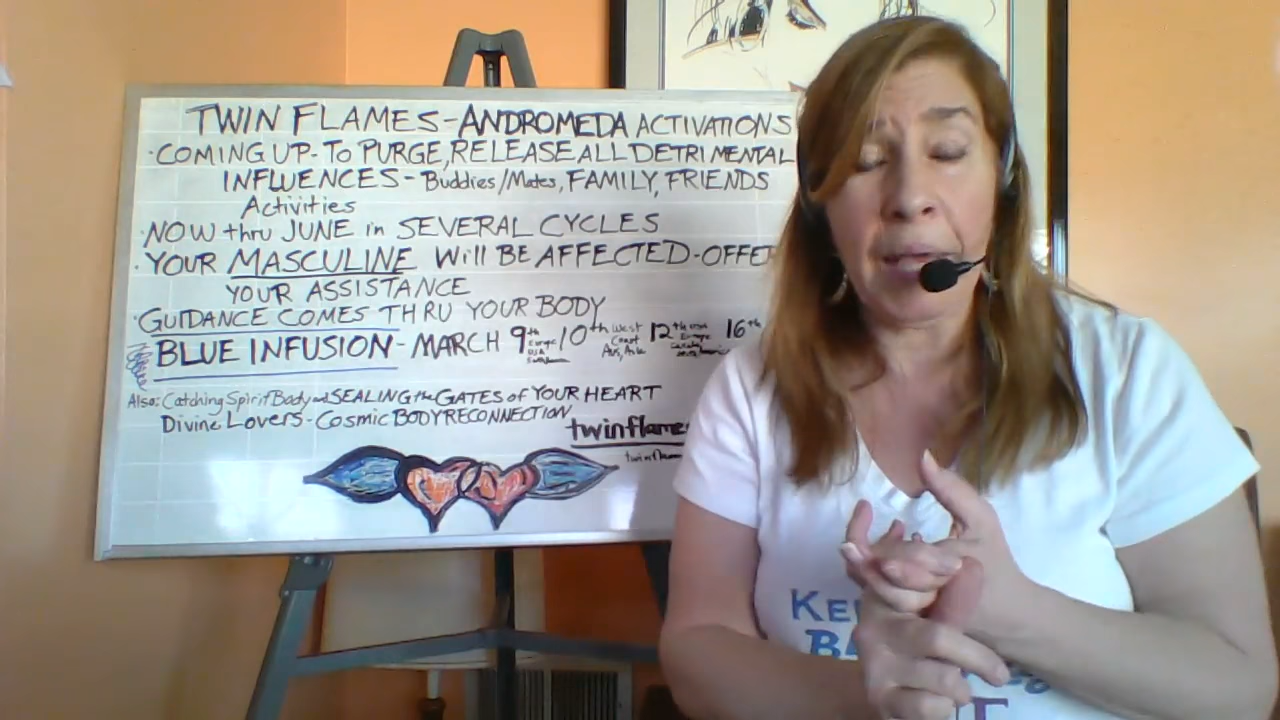 TWIN FLAMES-ANDROMEDA ACTIVATIONS
·COMING UP-TO PURGE, RELEASE ALL DETRIMENTAL
INFLUENCES- Buddies/Mates, FAMILY, FRIENDS
Activities
·NOW thru JUNE in SEVERAL CYCLES
·YOUR MASCULINE Will BE AFFECTED-OFFER
YOUR ASSISTANCE
·GUIDANCE COMES THRU YOUR BODY
BLUE INFUSION-MARCH 9th 10th West Coast 12th 16th
Also: Catching Spirit Body and SEALING the GATES of YOUR HEART
Divine Lovers-Cosmic BODY RECONNECTION
twinflame